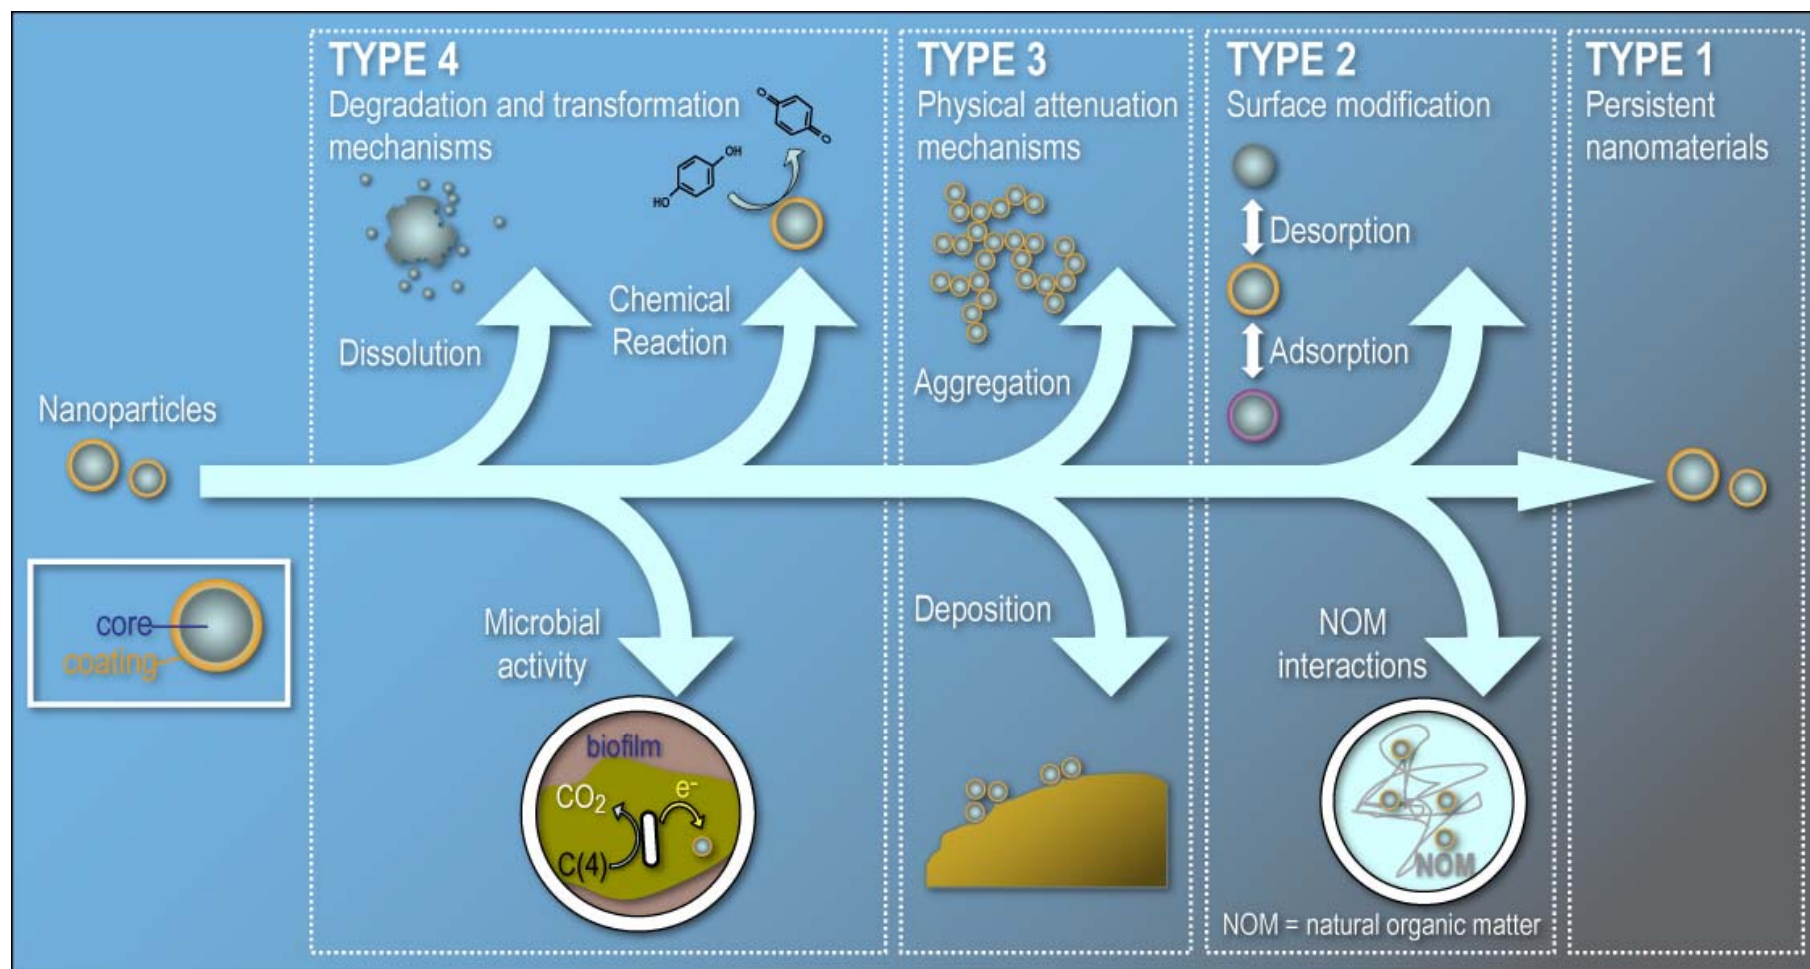 TYPE 4
Degradation and transformation
mechanisms
OH
HO
O
O
Dissolution
Chemical
Reaction
Microbial
activity
biofilm
CO2
e-
C(4)
TYPE 3
Physical attenuation
mechanisms
Aggregation
Deposition
TYPE 2
Surface modification
Desorption
Adsorption
NOM
interactions
NOM
NOM = natural organic matter
TYPE 1
Persistent
nanomaterials
Nanoparticles
core
coating